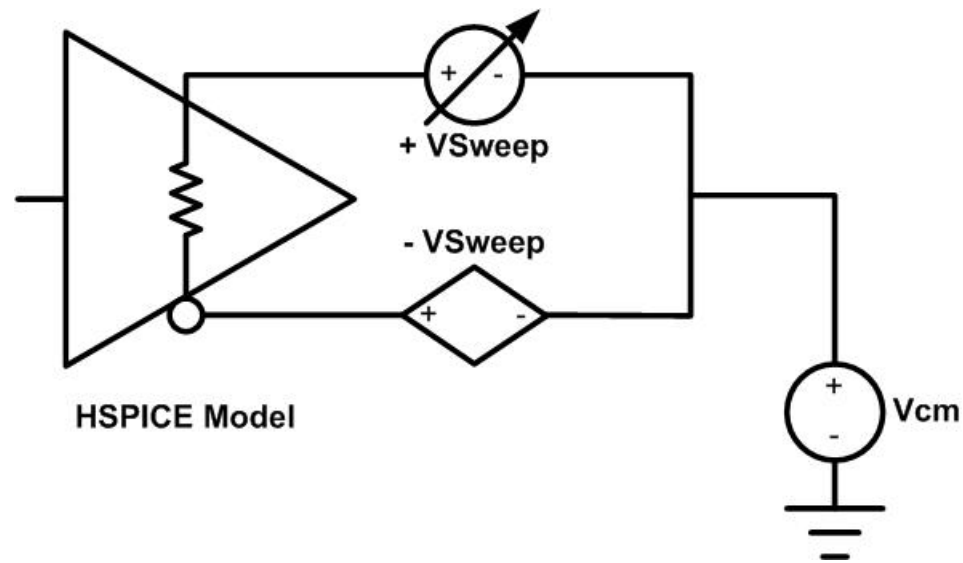 + -
+ VSweep
- VSweep
+ -
HSPICE Model
+
Vcm
-